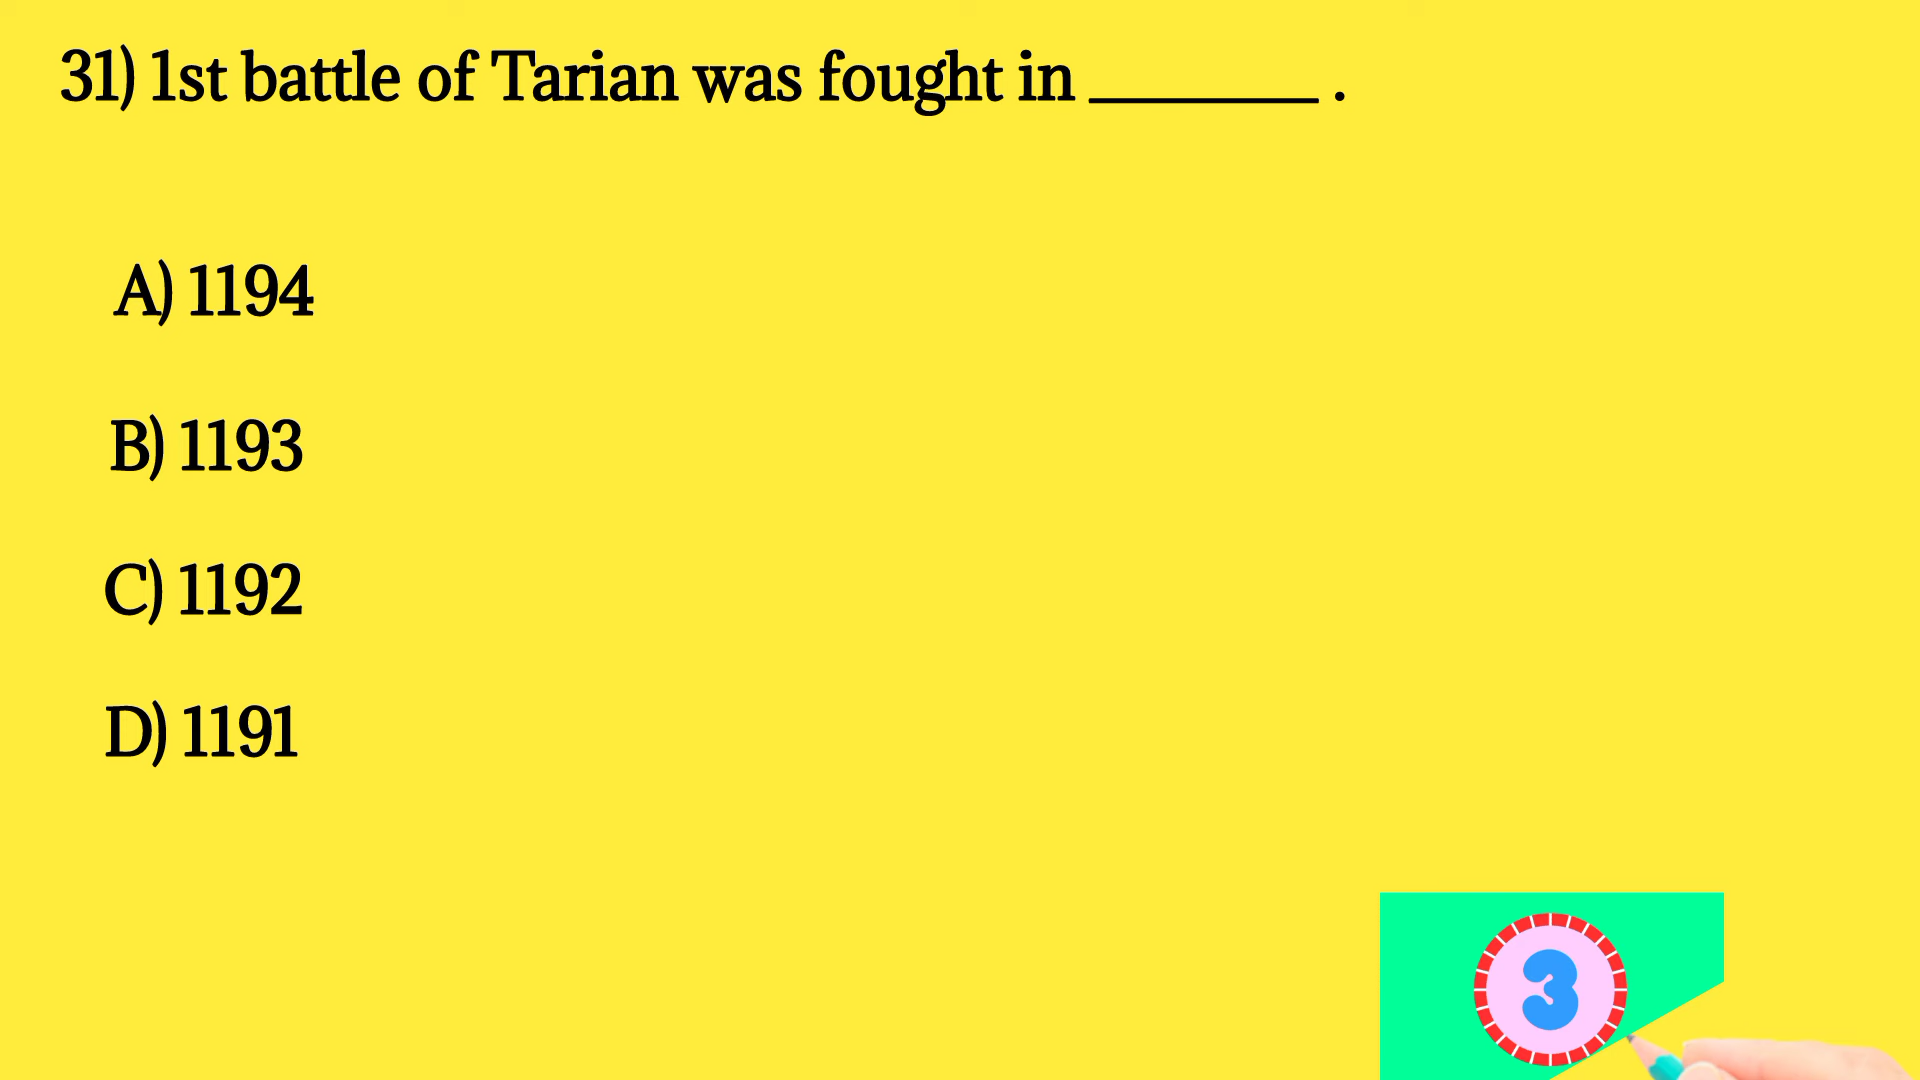 31) 1st battle of Tarian was fought in ________ .
A) 1194
B) 1193
C) 1192
D) 1191
3